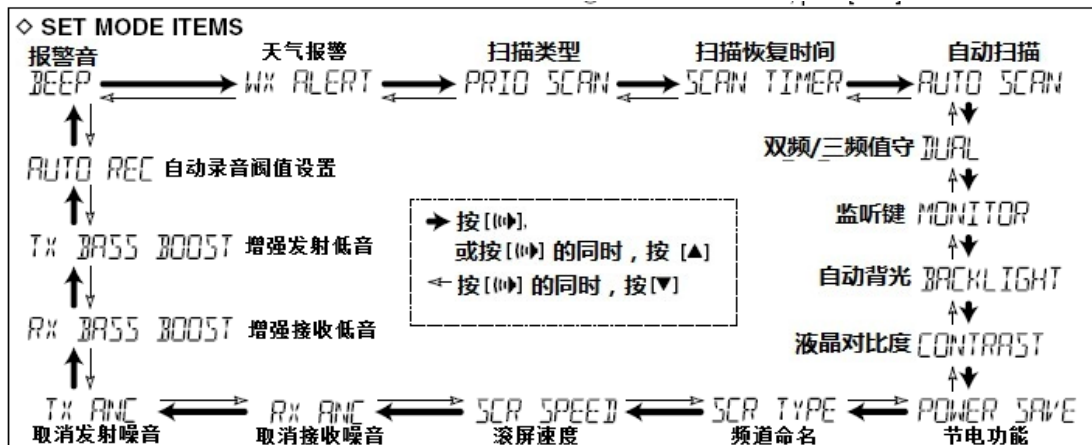 ◇ SET MODE ITEMS
报警音 天气报警 扫描类型 扫描恢复时间 自动扫描
BEEP WX ALERT PRIO SCAN SCAN TIMER AUTO SCAN
双频/三频值守 DUAL
AUTO REC 自动录音阀值设置
➔ 按[],
或按[] 的同时，按 [▲]
监听键 MONITOR
TX BASS BOOST 增强发射低音
按[] 的同时，按[▼]
自动背光 BACKLIGHT
RX BASS BOOST 增强接收低音
液晶对比度 CONTRAST
TX ANC RX ANC SCR SPEED SCR TYPE POWER SAVE
取消发射噪音 取消接收噪音 滚屏速度 频道命名 节电功能